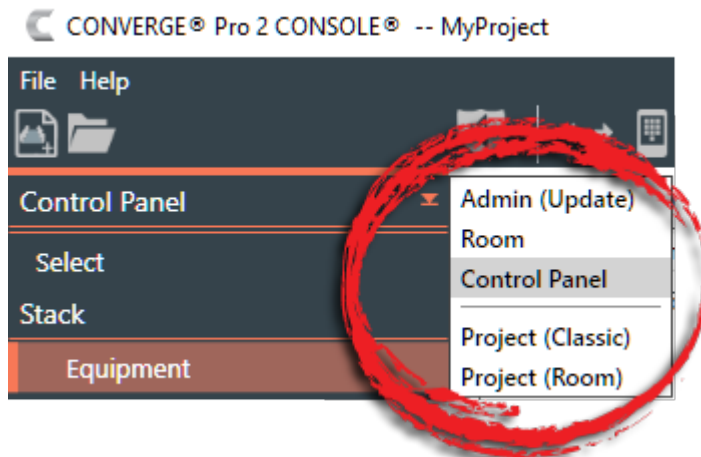 CONVERGE® Pro 2 CONSOLE® -- MyProject
File Help
Control Panel
Select
Stack
Equipment
Admin (Update)
Room
Control Panel
Project (Classic)
Project (Room)